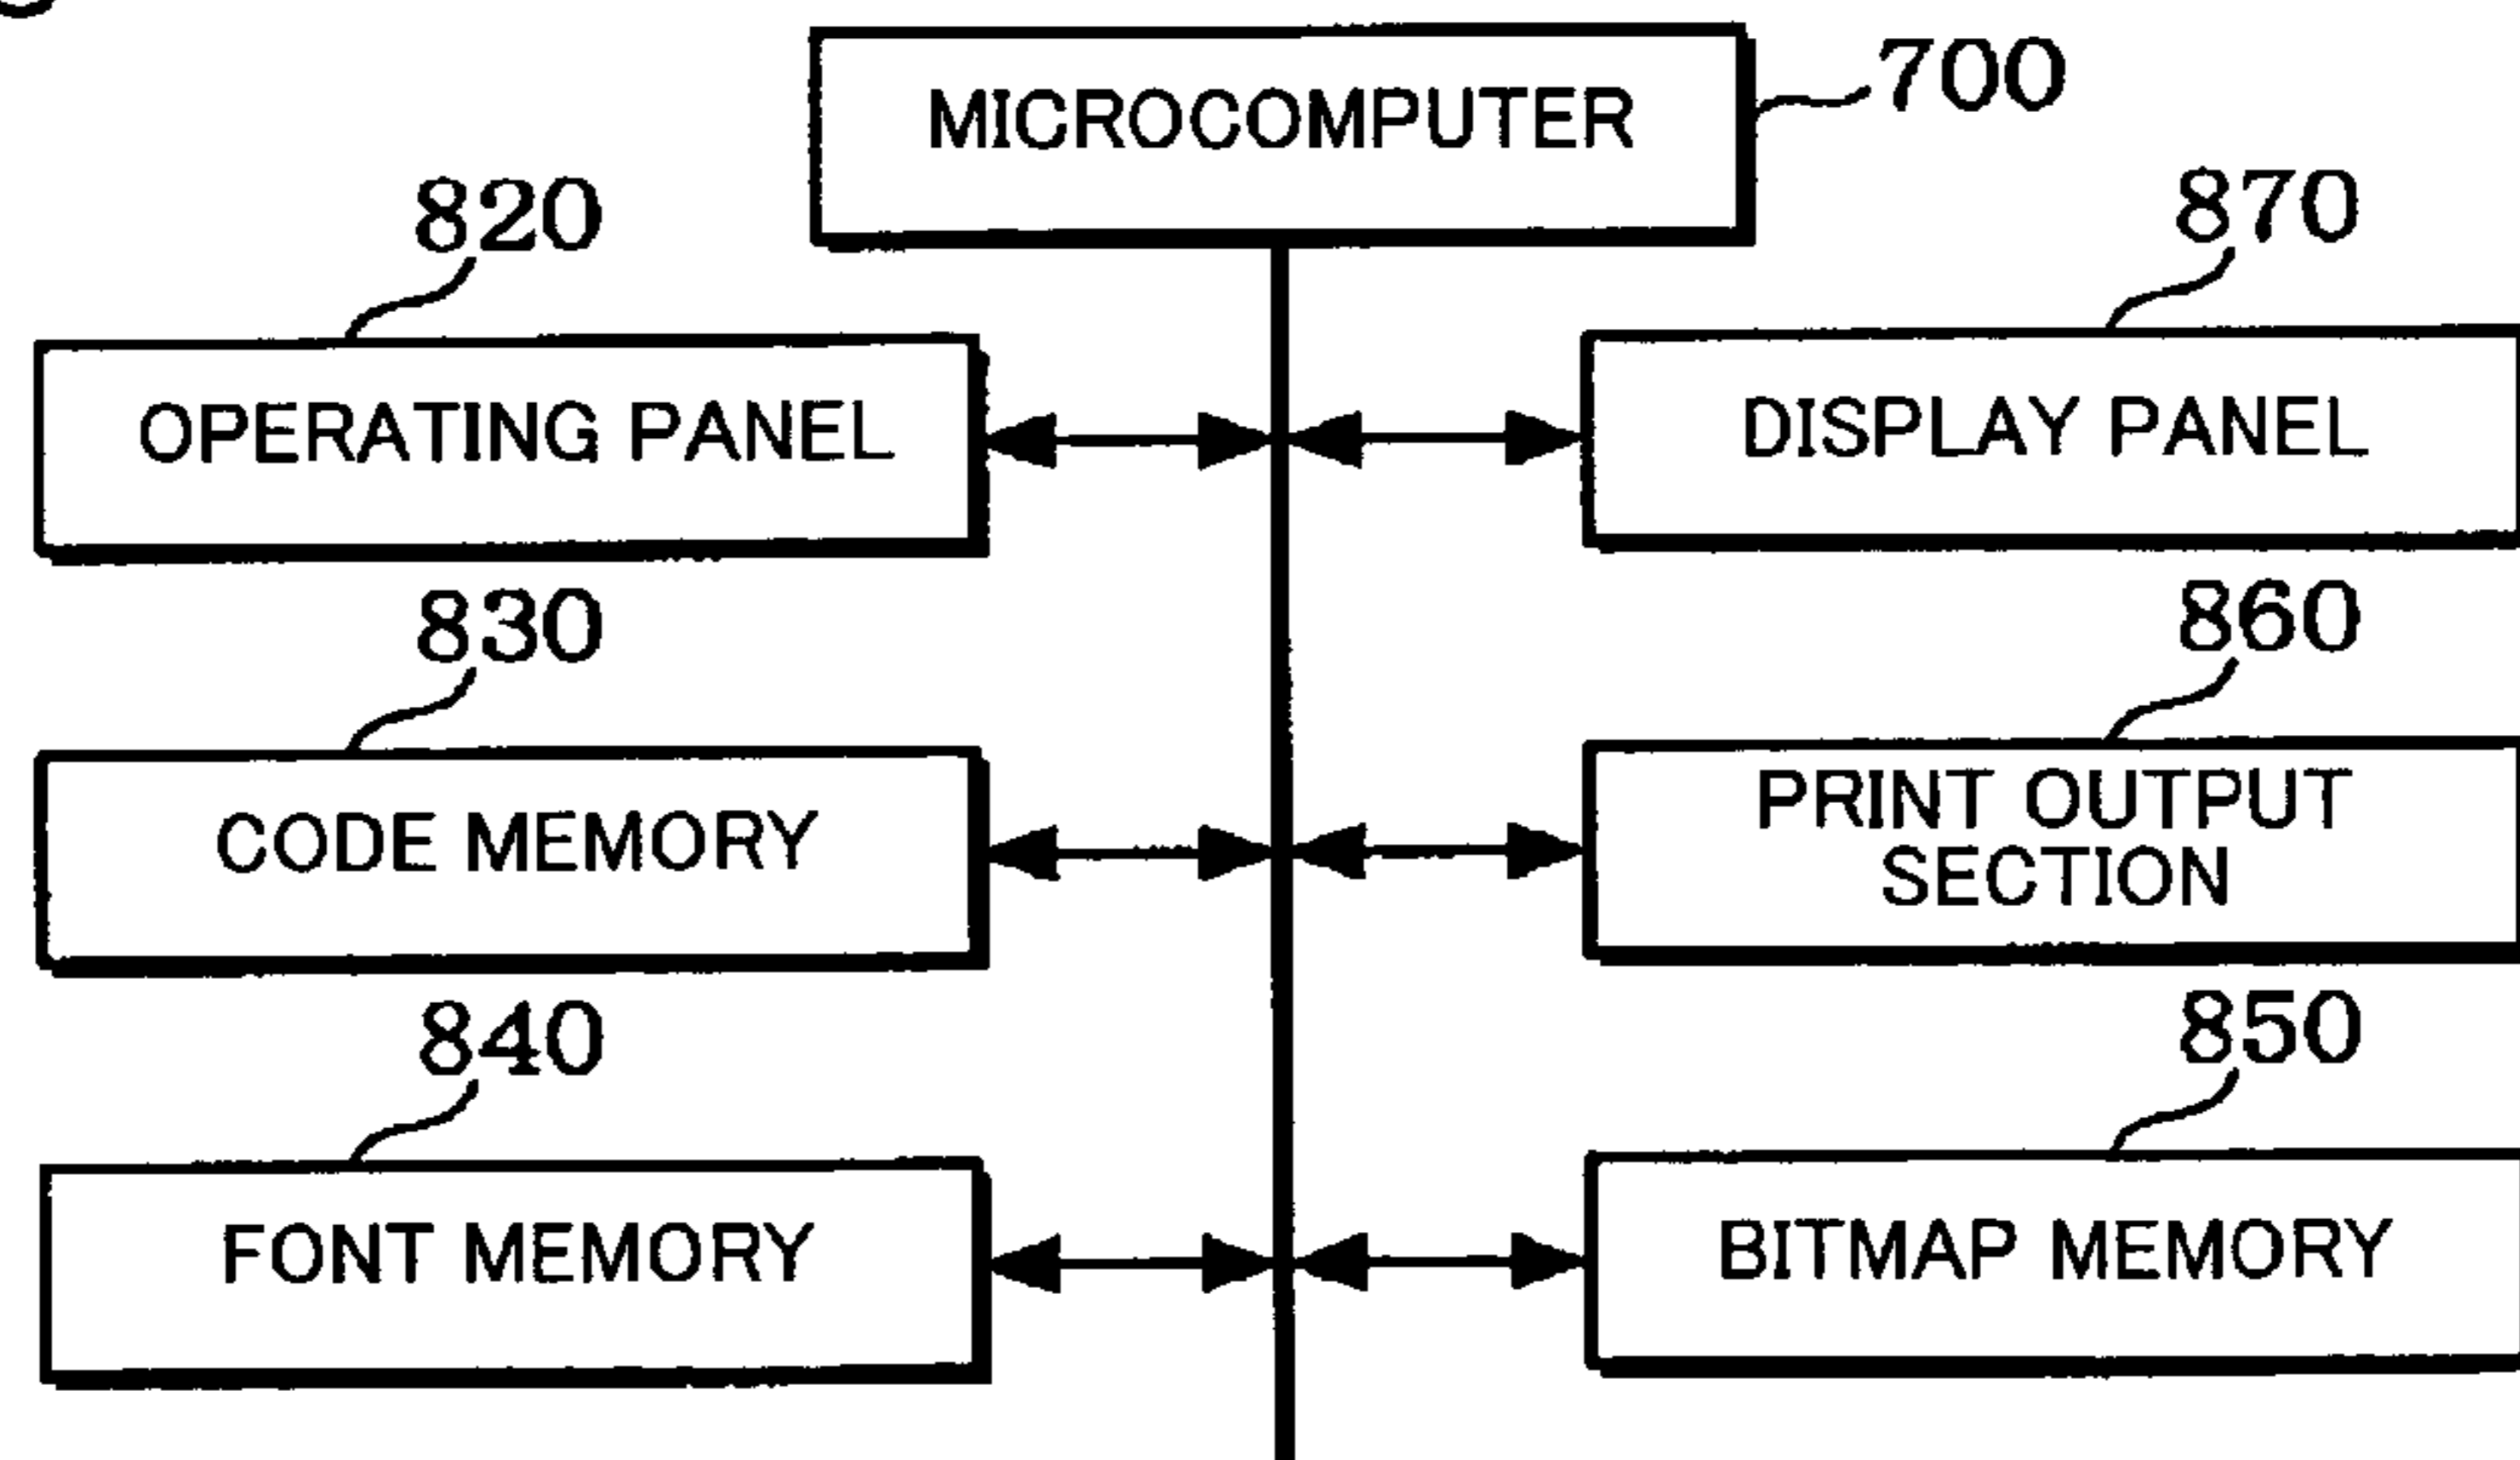 MICROCOMPUTER
700
820
870
OPERATING PANEL
DISPLAY PANEL
830
860
CODE MEMORY
PRINT OUTPUT
SECTION
840
850
FONT MEMORY
BITMAP MEMORY